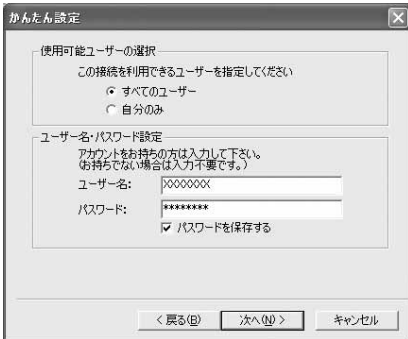 かんたん設定
使用可能ユーザーの選択
この接続を利用できるユーザーを指定してください
すべてのユーザー
自分のみ
ユーザー名・パスワード設定
アカウントをお持ちの方は入力して下さい。
(お持ちでない場合は入力不要です。)
ユーザー名: XXXXXXX
パスワード: ********
パスワードを保存する
< 戻る(B) 次へ(N) > キャンセル